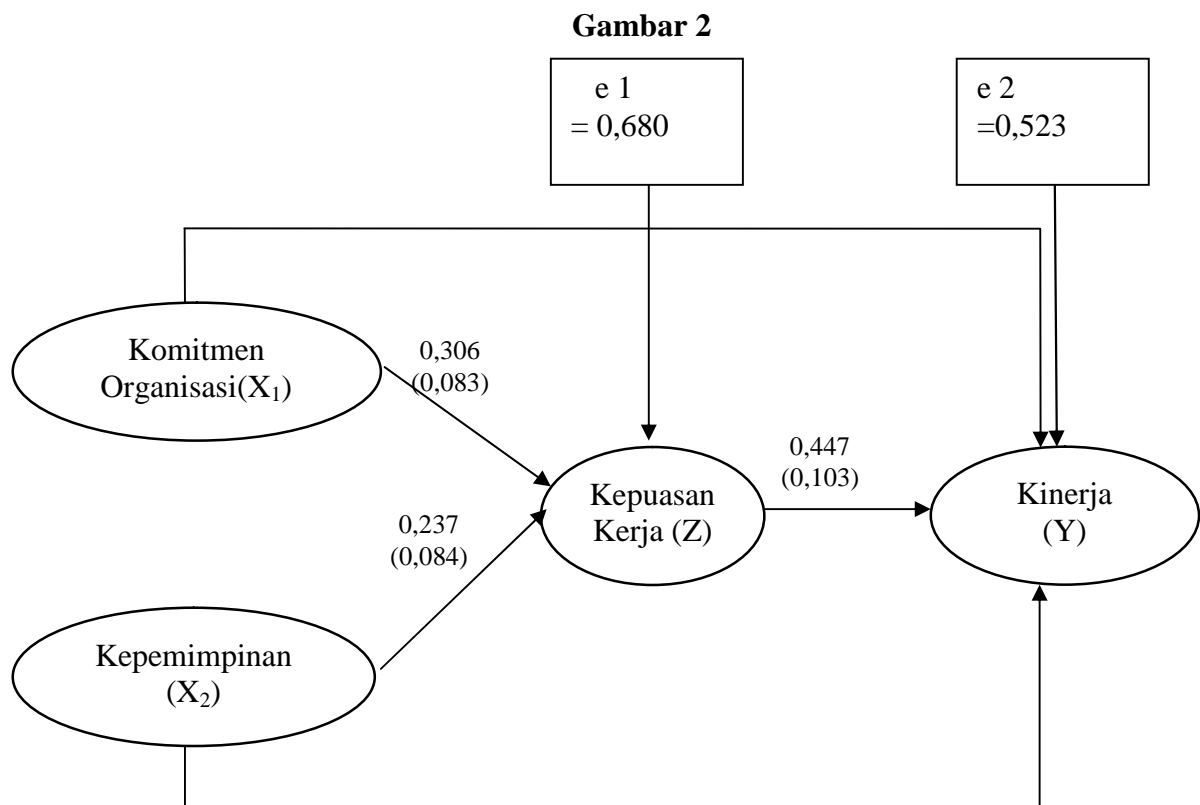 Gambar 2
e 1
= 0,680
e 2
=0,523
Komitmen
Organisasi(X₁)
0,306
(0,083)
Kepuasan
Kerja (Z)
0,447
(0,103)
Kinerja
(Y)
0,237
(0,084)
Kepemimpinan
(X₂)